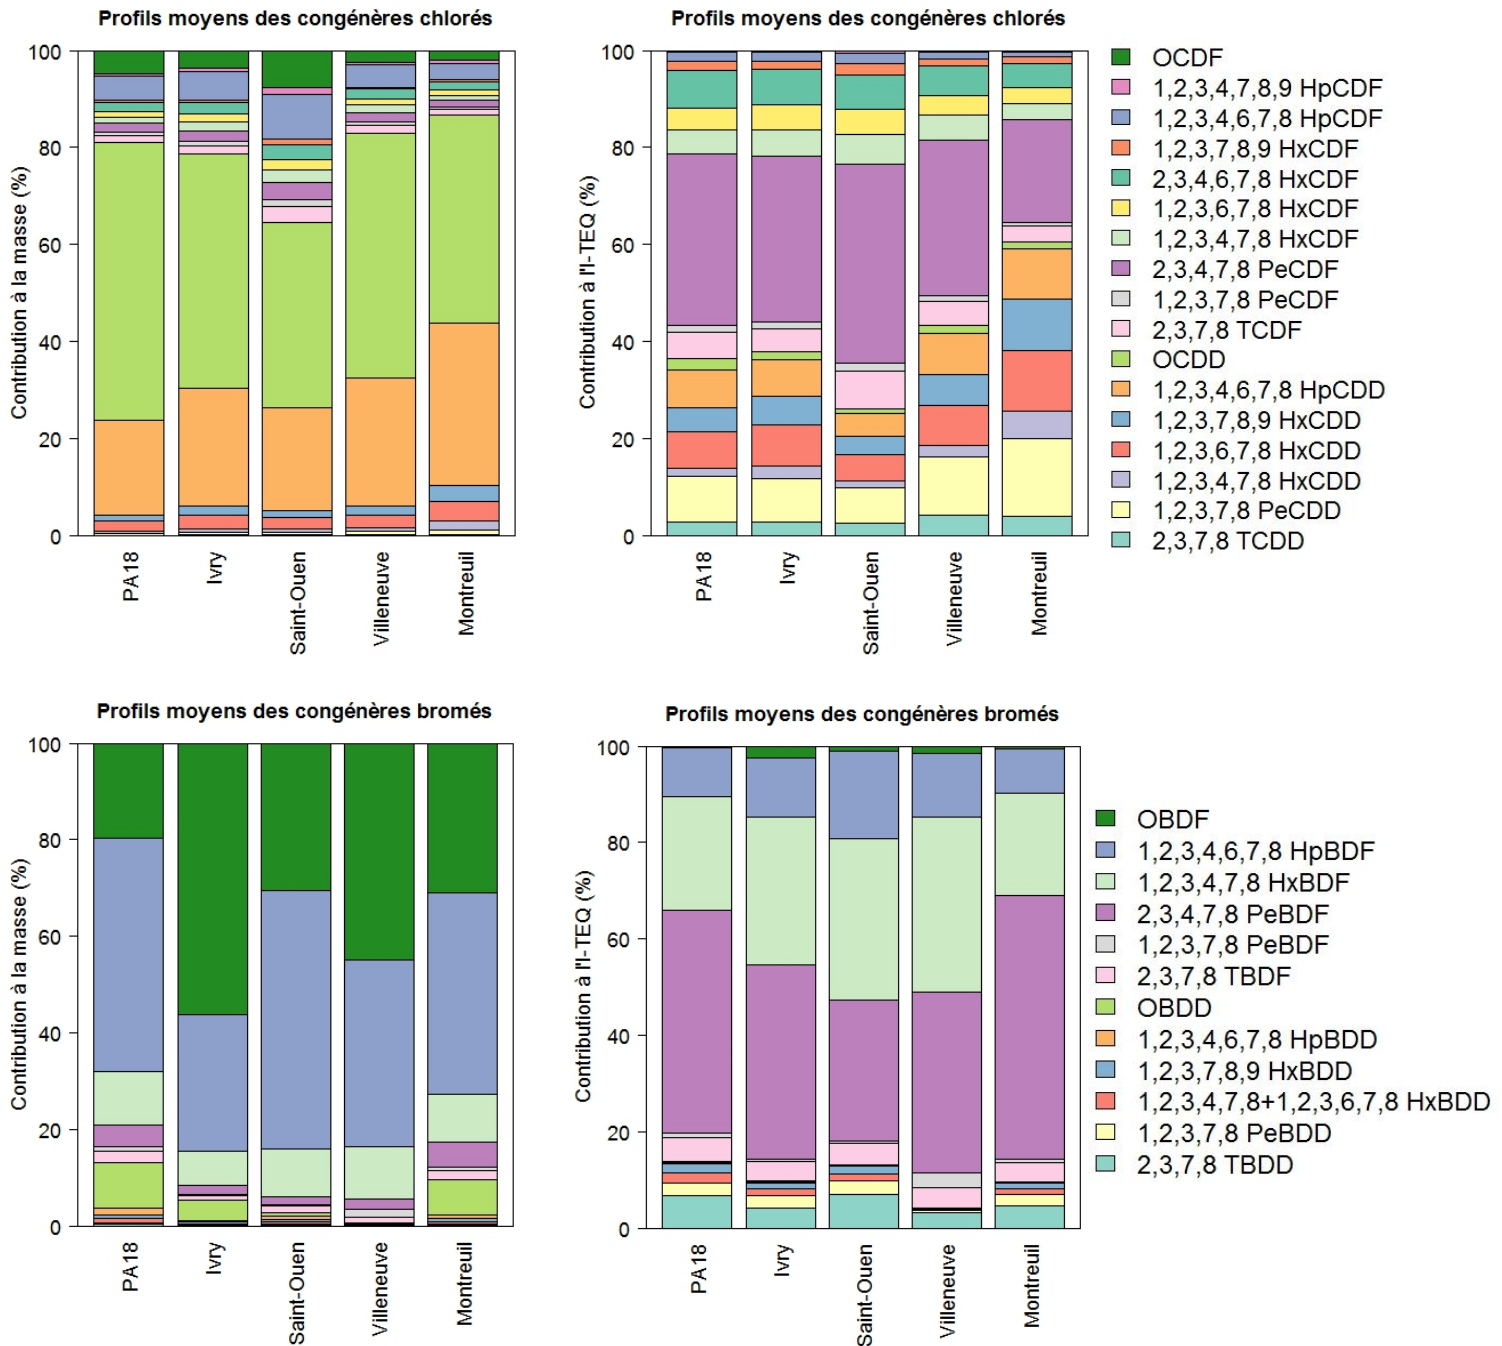 Profils moyens des congénères chlorés
Contribution à la masse (%)
100
80
60
40
20
0
PA18
Ivry
Saint-Ouen
Villeneuve
Montreuil
Profils moyens des congénères chlorés
Contribution à l'I-TEQ (%)
100
80
60
40
20
0
PA18
Ivry
Saint-Ouen
Villeneuve
Montreuil
OCDF
1,2,3,4,7,8,9 HpCDF
1,2,3,4,6,7,8 HpCDF
1,2,3,7,8,9 HxCDF
2,3,4,6,7,8 HxCDF
1,2,3,6,7,8 HxCDF
1,2,3,4,7,8 HxCDF
2,3,4,7,8 PeCDF
1,2,3,7,8 PeCDF
2,3,7,8 TCDF
OCDD
1,2,3,4,6,7,8 HpCDD
1,2,3,7,8,9 HxCDD
1,2,3,6,7,8 HxCDD
1,2,3,4,7,8 HxCDD
1,2,3,7,8 PeCDD
2,3,7,8 TCDD
Profils moyens des congénères bromés
Contribution à la masse (%)
100
80
60
40
20
0
PA18
Ivry
Saint-Ouen
Villeneuve
Montreuil
Profils moyens des congénères bromés
Contribution à l'I-TEQ (%)
100
80
60
40
20
0
PA18
Ivry
Saint-Ouen
Villeneuve
Montreuil
OBDF
1,2,3,4,6,7,8 HpBDF
1,2,3,4,7,8 HxBDF
2,3,4,7,8 PeBDF
1,2,3,7,8 PeBDF
2,3,7,8 TBDF
OBDD
1,2,3,4,6,7,8 HpBDD
1,2,3,7,8,9 HxBDD
1,2,3,4,7,8+1,2,3,6,7,8 HxBDD
1,2,3,7,8 PeBDD
2,3,7,8 TBDD